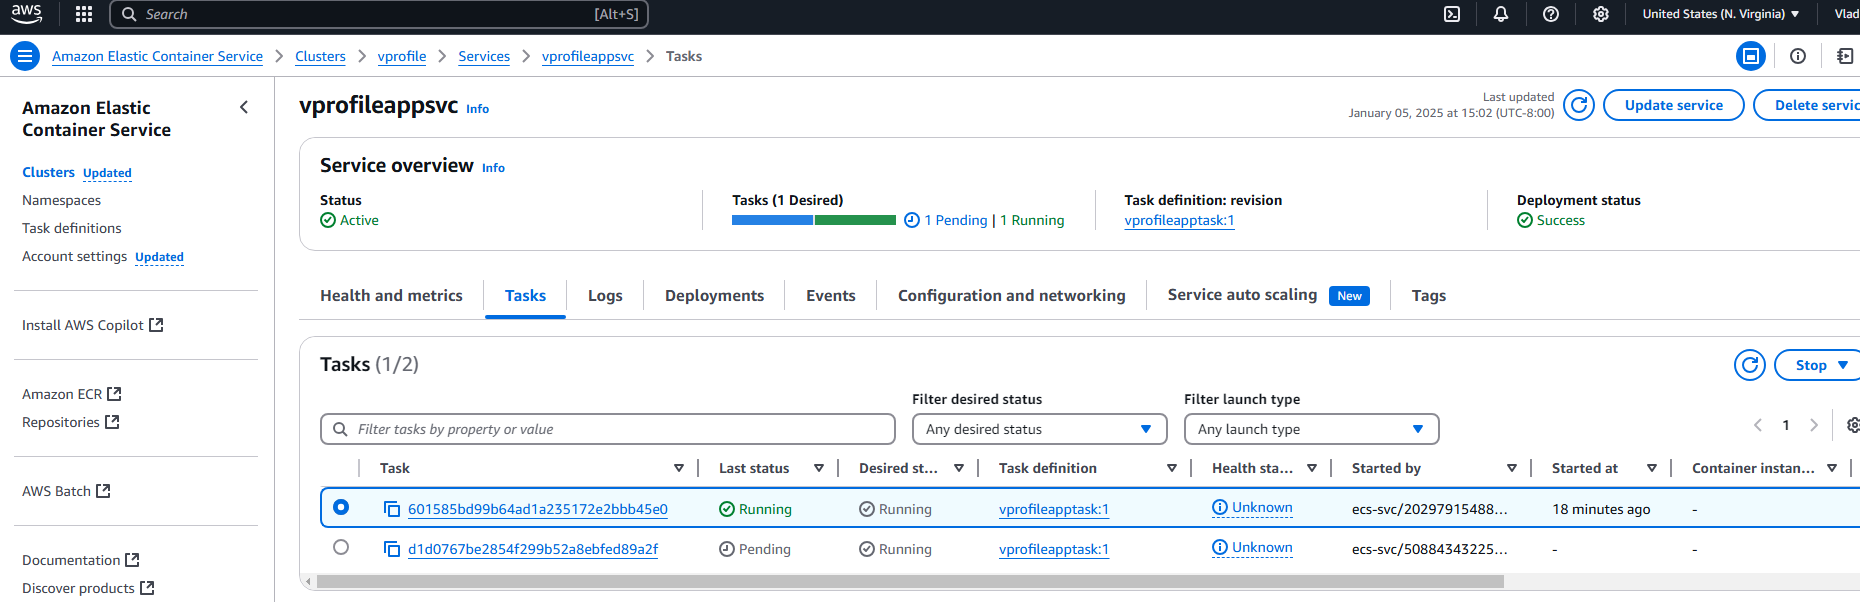 aws Search [Alt+S] United States (N. Virginia) Vlad
Amazon Elastic Container Service Clusters vprofile Services vprofileappsvc Tasks
Amazon Elastic Container Service
Clusters Updated
Namespaces
Task definitions
Account settings Updated
Install AWS Copilot
Amazon ECR
Repositories
AWS Batch
Documentation
Discover products
vprofileappsvc Info
Last updated
January 05, 2025 at 15:02 (UTC-8:00)
Update service Delete servic
Service overview Info
Status
Active
Tasks (1 Desired)
1 Pending | 1 Running
Task definition: revision
vprofileapptask:1
Deployment status
Success
Health and metrics Tasks Logs Deployments Events Configuration and networking Service auto scaling New Tags
Tasks (1/2)
Stop
Filter desired status Filter launch type
Filter tasks by property or value Any desired status Any launch type 1
Task Last status Desired st... Task definition Health sta... Started by Started at Container instan...
601585bd99b64ad1a235172e2bbb45e0 Running Running vprofileapptask:1 Unknown ecs-svc/20297915488... 18 minutes ago -
d1d0767be2854f299b52a8ebfed89a2f Pending Running vprofileapptask:1 Unknown ecs-svc/50884343225... - -